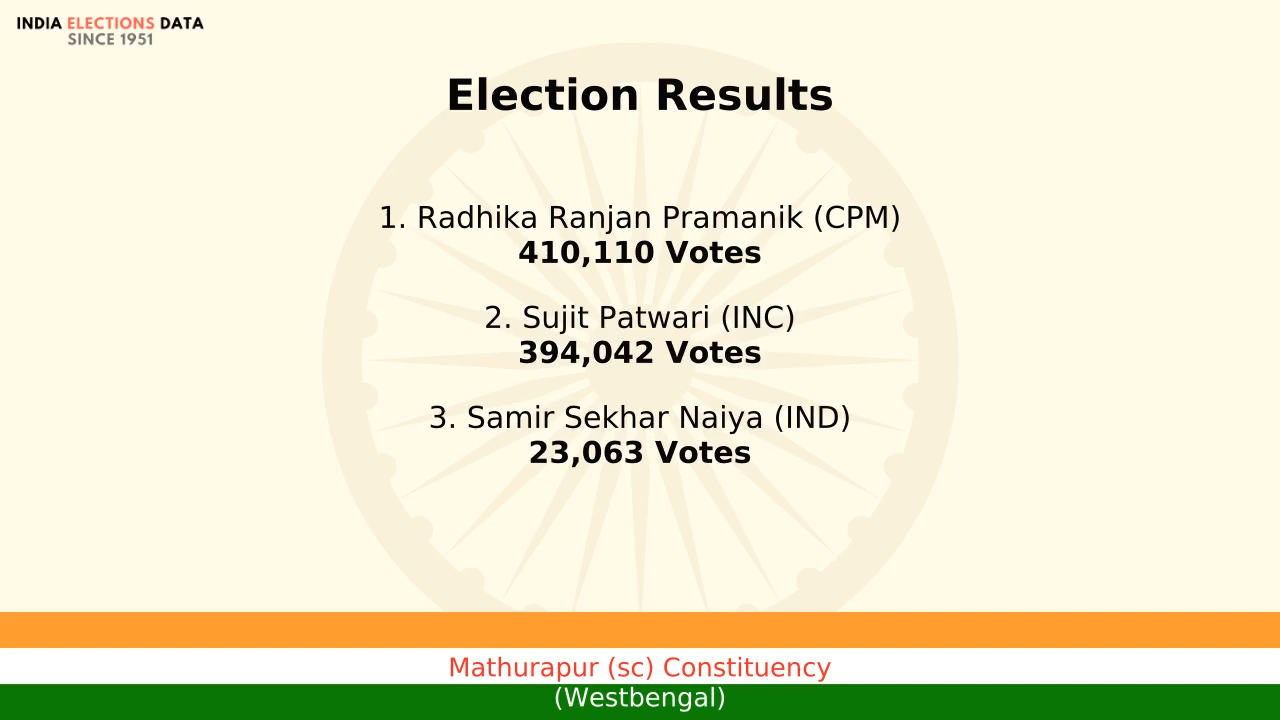 INDIA ELECTIONS DATA
SINCE 1951
Election Results
1. Radhika Ranjan Pramanik (CPM)
410,110 Votes
2. Sujit Patwari (INC)
394,042 Votes
3. Samir Sekhar Naiya (IND)
23,063 Votes
Mathurapur (sc) Constituency
(Westbengal)